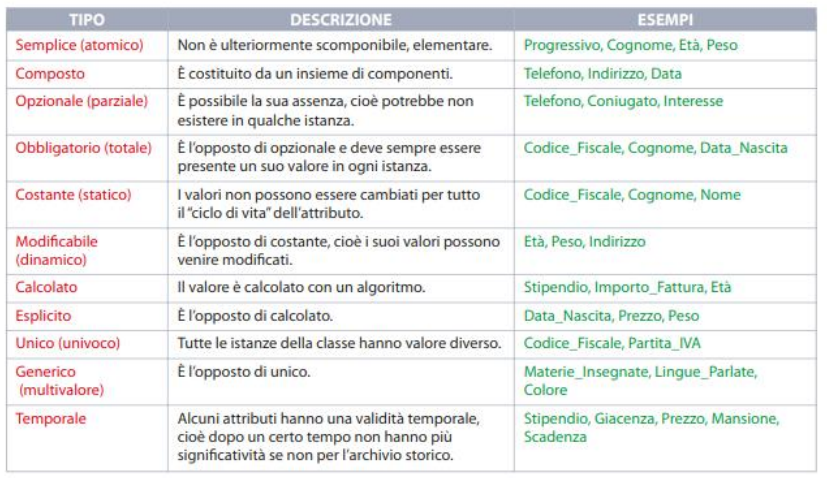 TIPO DESCRIZIONE ESEMPI
Semplice (atomico) Non è ulteriormente scomponibile, elementare. Progressivo, Cognome, Età, Peso
Composto È costituito da un insieme di componenti. Telefono, Indirizzo, Data
Opzionale (parziale) È possibile la sua assenza, cioè potrebbe non Telefono, Coniugato, Interesse
esistere in qualche istanza.
Obbligatorio (totale) È l'opposto di opzionale e deve sempre essere Codice_Fiscale, Cognome, Data_Nascita
presente un suo valore in ogni istanza.
Costante (statico) I valori non possono essere cambiati per tutto Codice_Fiscale, Cognome, Nome
il "ciclo di vita" dell'attributo.
Modificabile È l'opposto di costante, cioè i suoi valori possono Età, Peso, Indirizzo
(dinamico) venire modificati.
Calcolato Il valore è calcolato con un algoritmo. Stipendio, Importo_Fattura, Età
Esplicito È l'opposto di calcolato. Data_Nascita, Prezzo, Peso
Unico (univoco) Tutte le istanze della classe hanno valore diverso. Codice_Fiscale, Partita_IVA
Generico È l'opposto di unico. Materie_Insegnate, Lingue_Parlate,
(multivalore) Colore
Temporale Alcuni attributi hanno una validità temporale, Stipendio, Giacenza, Prezzo, Mansione,
cioè dopo un certo tempo non hanno più Scadenza
significatività se non per l'archivio storico.